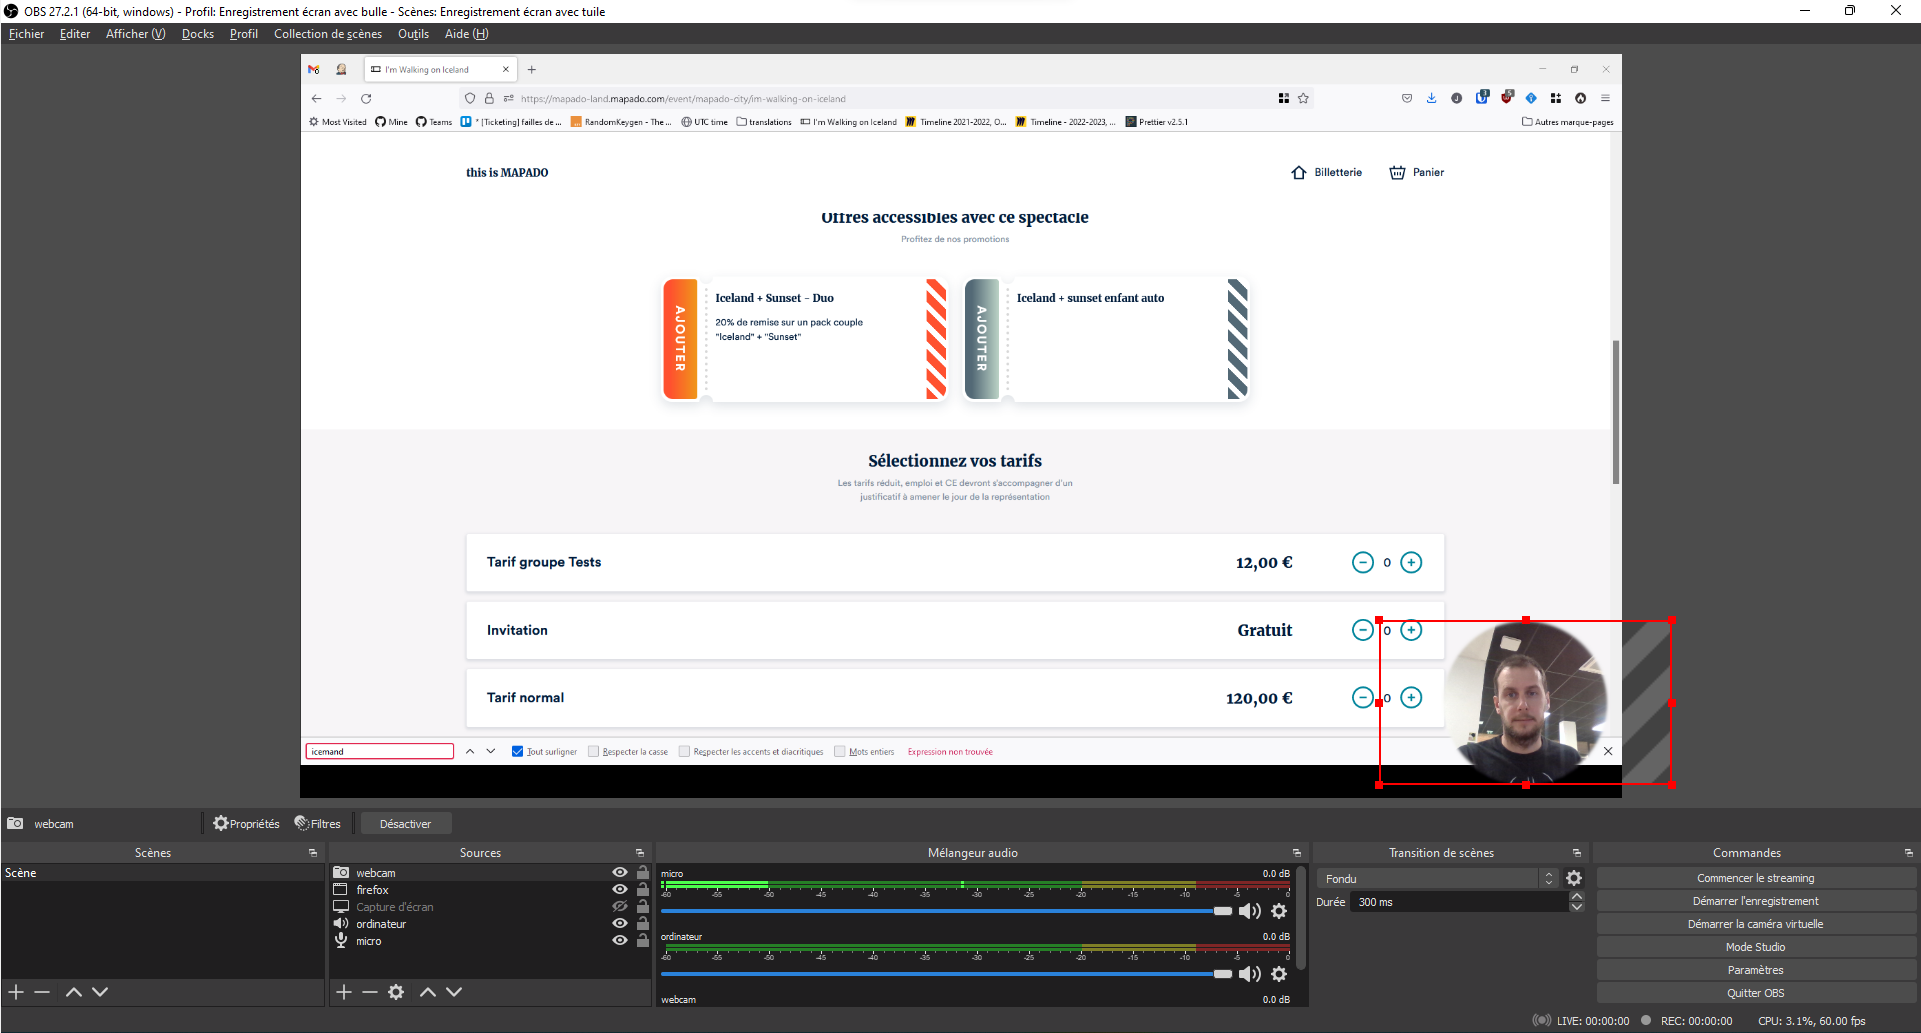 OBS 27.2.1 (64-bit, windows) - Profil: Enregistrement écran avec bulle - Scènes: Enregistrement écran avec tuile
Fichier Editer Afficher (V) Docks Profil Collection de scènes Outils Aide (H)
I'm Walking on Iceland
https://mapado-land.mapado.com/event/mapado-city/im-walking-on-iceland
Most Visited Mine Teams * [Ticketing] failles de ... RandomKeygen - The ... UTC time translations I'm Walking on Iceland Timeline 2021-2022, O... Timeline - 2022-2023, ... Prettier v2.5.1 Autres marque-pages
this is MAPADO Billetterie Panier
Offres accessibles avec ce spectacle
Profitez de nos promotions
AJOUTER
Iceland + Sunset - Duo
20% de remise sur un pack couple
"Iceland" + "Sunset"
AJOUTER
Iceland + sunset enfant auto
Sélectionnez vos tarifs
Les tarifs réduit, emploi et CE devront s'accompagner d'un
justificatif à amener le jour de la représentation
Tarif groupe Tests 12,00 € 0
Invitation Gratuit 0
Tarif normal 120,00 € 0
icemand Tout surligner Respecter la casse Respecter les accents et diacritiques Mots entiers Expression non trouvée
webcam Propriétés Filtres Désactiver
Scènes
Scène
Sources
webcam
firefox
Capture d'écran
ordinateur
micro
Mélangeur audio
micro 0.0 dB
-60 -55 -50 -45 -40 -35 -30 -25 -20 -15 -10 -5 0
ordinateur 0.0 dB
-60 -55 -50 -45 -40 -35 -30 -25 -20 -15 -10 -5 0
webcam 0.0 dB
Transition de scènes
Fondu
Durée 300 ms
Commandes
Commencer le streaming
Démarrer l'enregistrement
Démarrer la caméra virtuelle
Mode Studio
Paramètres
Quitter OBS
LIVE: 00:00:00 REC: 00:00:00 CPU: 3.1%, 60.00 fps